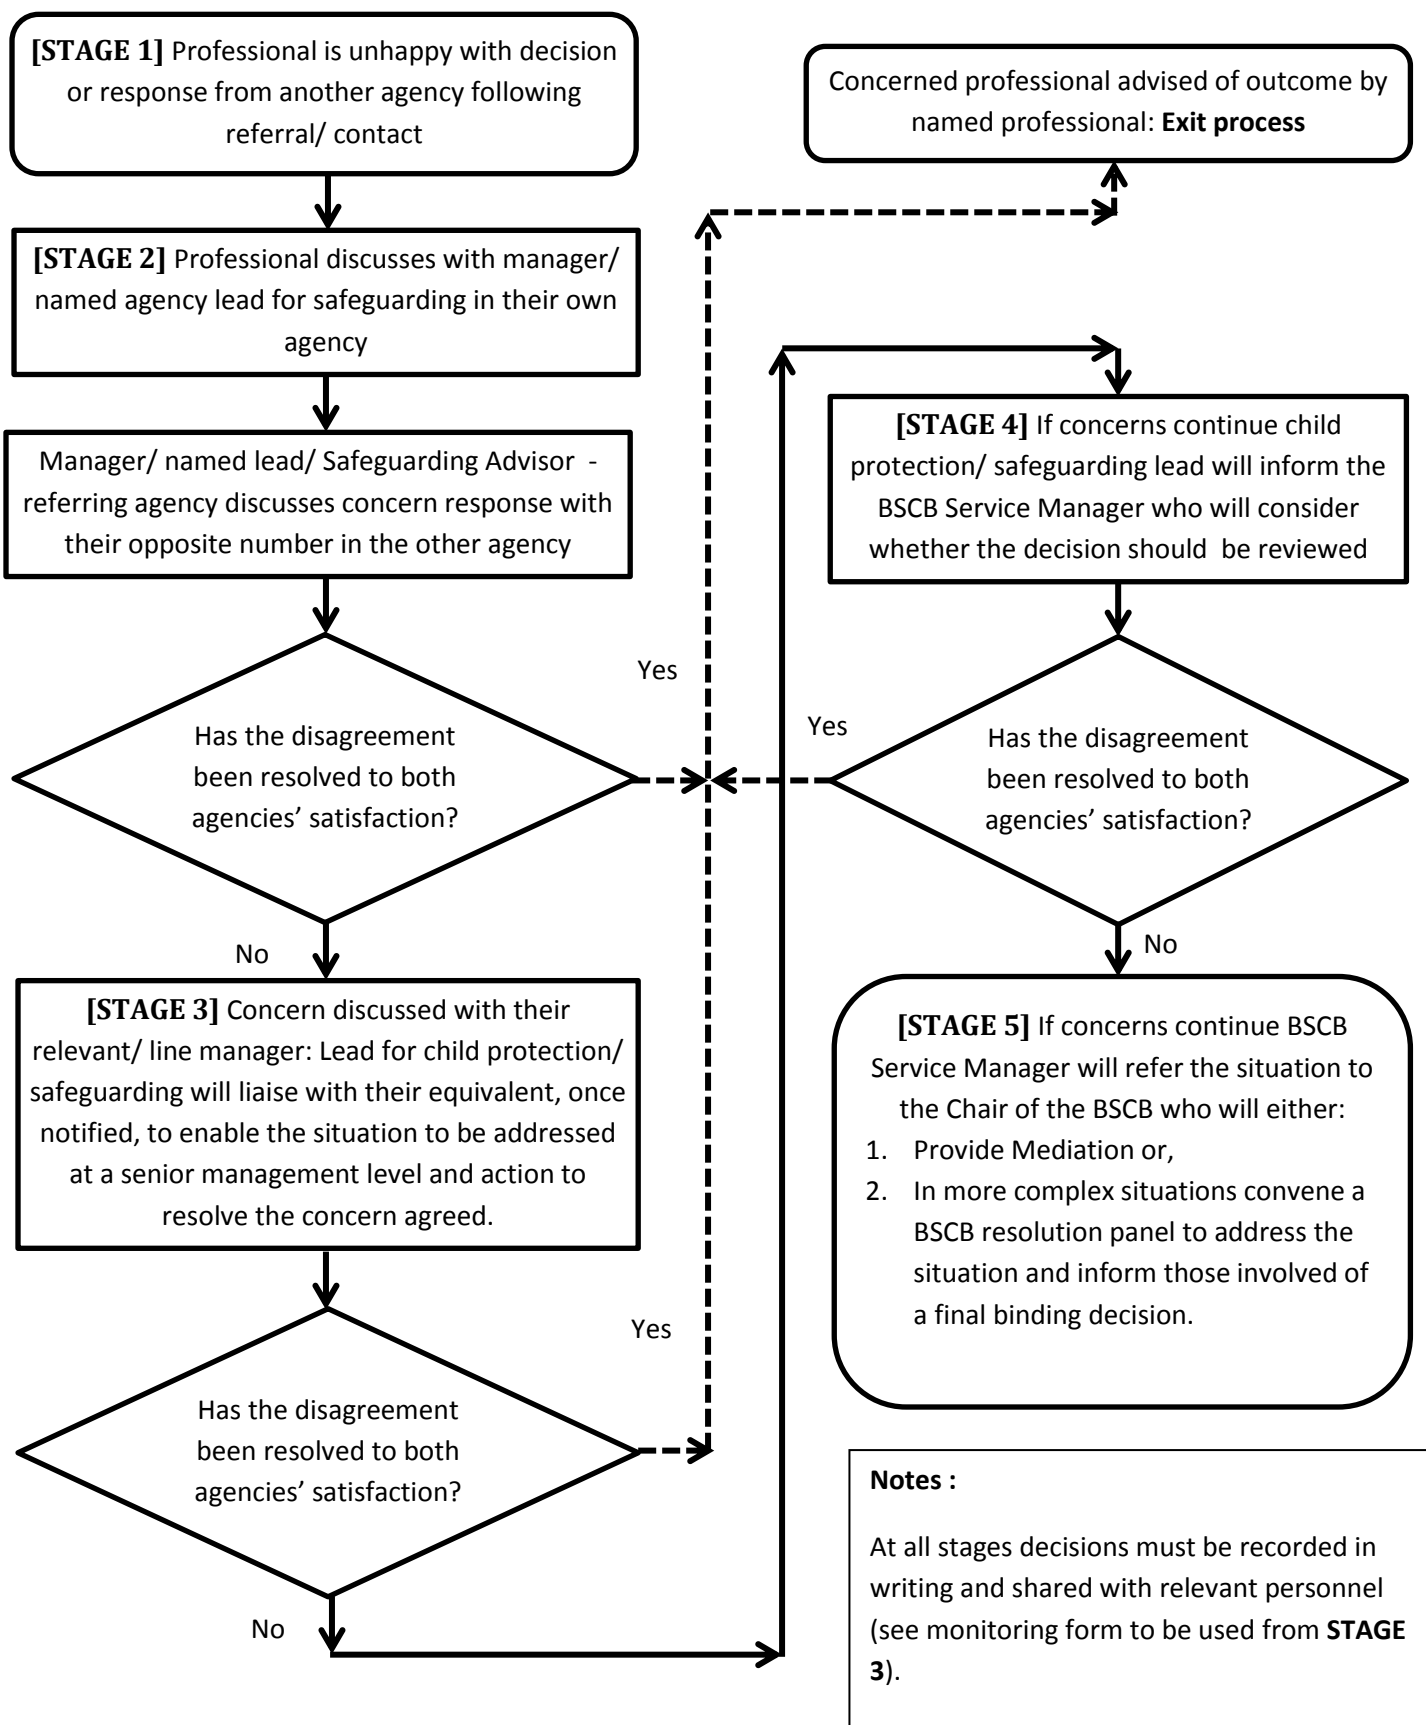 [STAGE 1] Professional is unhappy with decision
or response from another agency following
referral/ contact
[STAGE 2] Professional discusses with manager/
named agency lead for safeguarding in their own
agency
Manager/ named lead/ Safeguarding Advisor -
referring agency discusses concern response with
their opposite number in the other agency
Has the disagreement
been resolved to both
agencies’ satisfaction?
Yes
No
[STAGE 3] Concern discussed with their
relevant/ line manager: Lead for child protection/
safeguarding will liaise with their equivalent, once
notified, to enable the situation to be addressed
at a senior management level and action to
resolve the concern agreed.
Has the disagreement
been resolved to both
agencies’ satisfaction?
Yes
No
Concerned professional advised of outcome by
named professional: Exit process
[STAGE 4] If concerns continue child
protection/ safeguarding lead will inform the
BSCB Service Manager who will consider
whether the decision should be reviewed
Has the disagreement
been resolved to both
agencies’ satisfaction?
Yes
No
[STAGE 5] If concerns continue BSCB
Service Manager will refer the situation to
the Chair of the BSCB who will either:
1. Provide Mediation or,
2. In more complex situations convene a
BSCB resolution panel to address the
situation and inform those involved of
a final binding decision.
Notes :
At all stages decisions must be recorded in
writing and shared with relevant personnel
(see monitoring form to be used from STAGE
3).